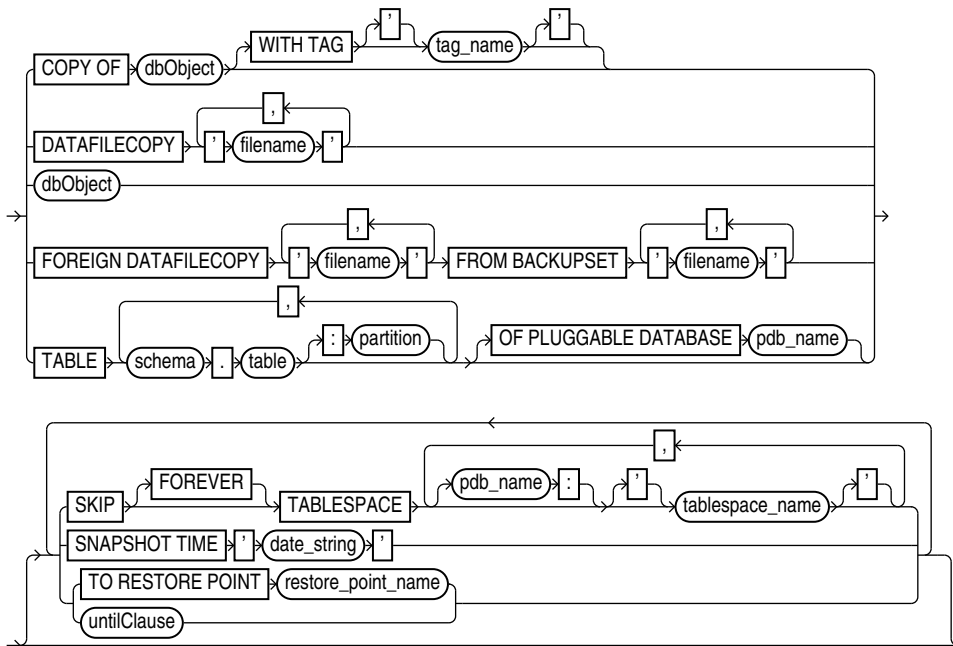 WITH TAG ' tag_name '
COPY OF dbObject
,
DATAFILECOPY ' filename '
dbObject
, ,
FOREIGN DATAFILECOPY ' filename ' FROM BACKUPSET ' filename '
,
: partition OF PLUGGABLE DATABASE pdb_name
TABLE schema . table
,
FOREVER pdb_name : ' '
SKIP TABLESPACE tablespace_name
SNAPSHOT TIME ' date_string '
TO RESTORE POINT restore_point_name
untilClause